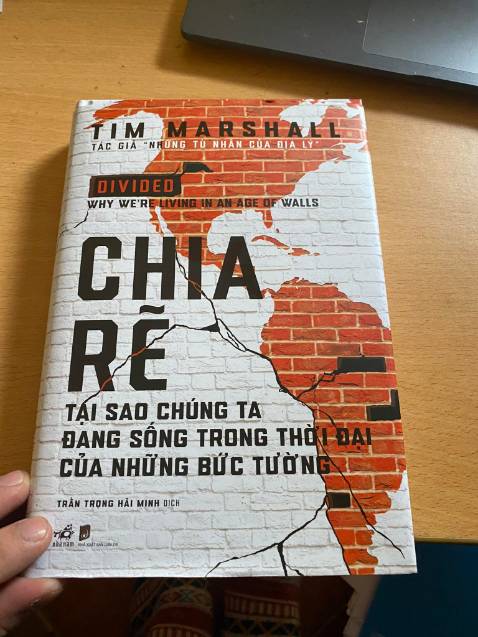 TIM MARSHALL
TÁC GIẢ "NHỮNG TÙ NHÂN CỦA ĐỊA LÝ"
DIVIDED
WHY WE'RE LIVING IN AN AGE OF WALLS
CHIA
RẼ
TẠI SAO CHÚNG TA
ĐANG SỐNG TRONG THỜI ĐẠI
CỦA NHỮNG BỨC TƯỜNG
TRẦN TRỌNG HẢI MINH DỊCH
NHÃ NAM